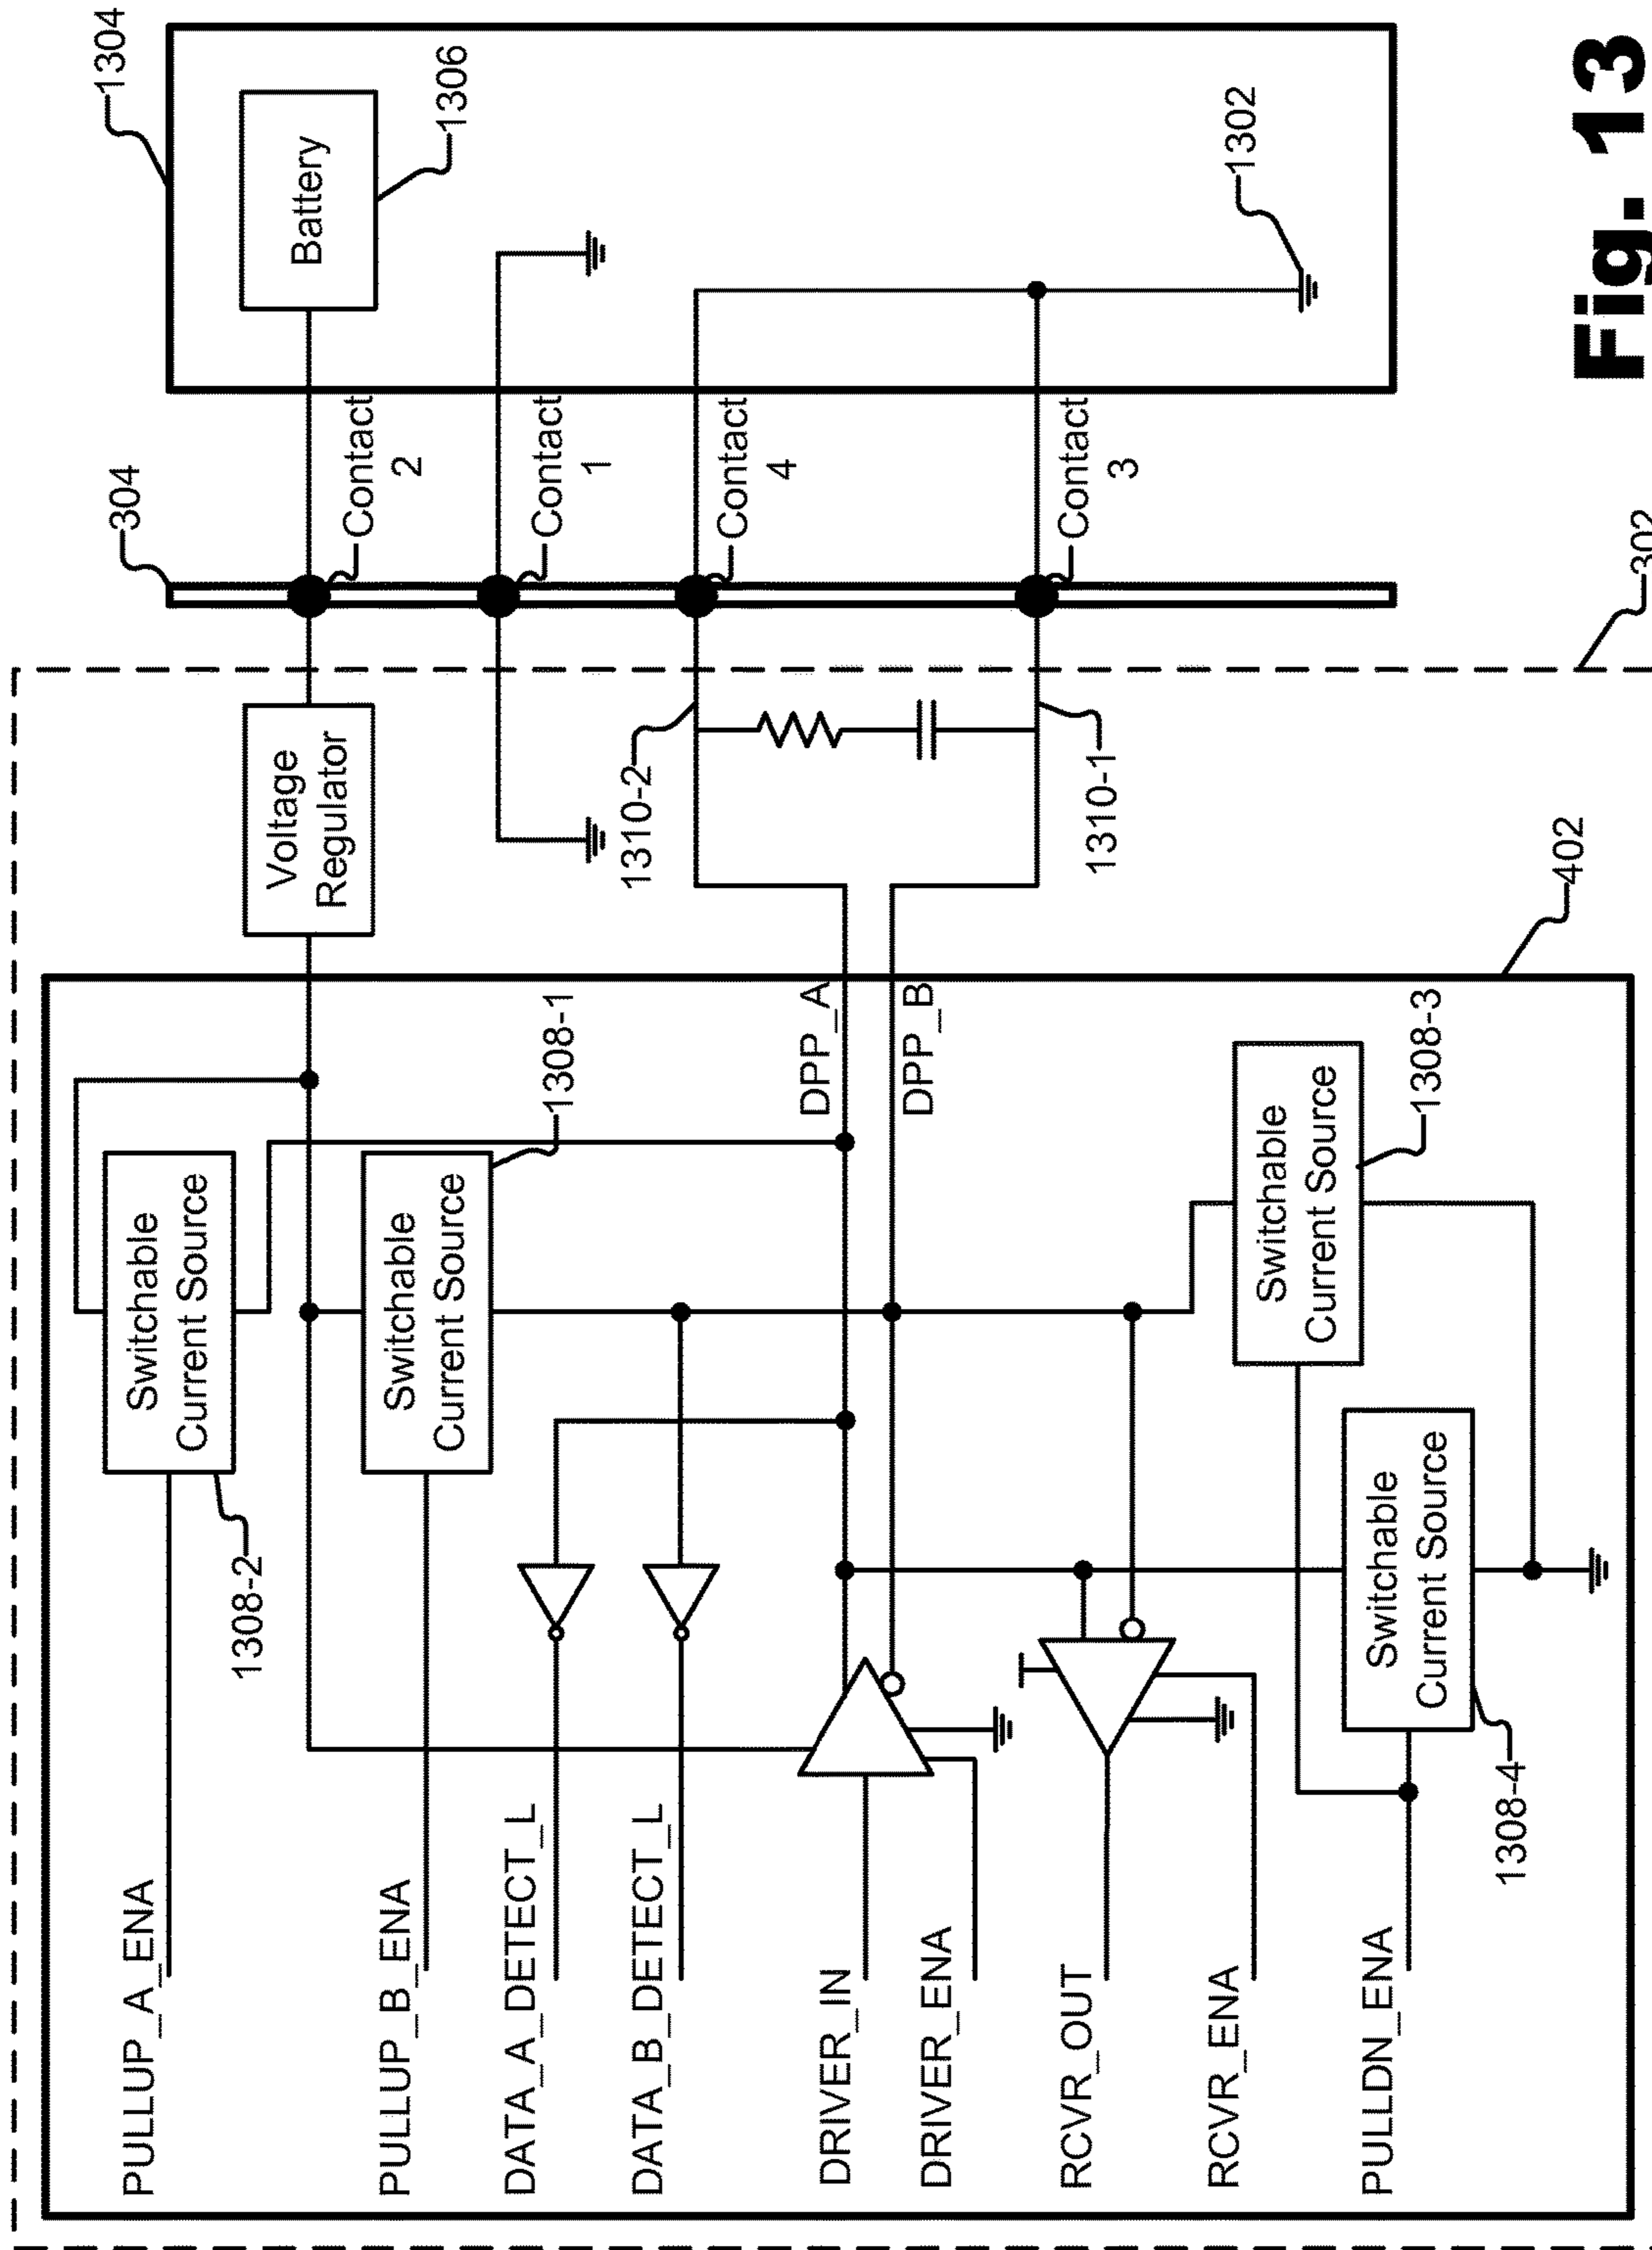 PULLUP_A_ENA
PULLUP_B_ENA
DATA_A_DETECT_L
DATA_B_DETECT_L
DRIVER_IN
DRIVER_ENA
RCVR_OUT
RCVR_ENA
PULLDN_ENA
1308-2
Switchable
Current Source
Switchable
Current Source
1308-1
DPP_A
DPP_B
1308-4
Switchable
Current Source
Switchable
Current Source
1308-3
402
Voltage
Regulator
1310-2
1310-1
302
304
Contact
2
Contact
1
Contact
4
Contact
3
1304
Battery
1306
1302
Fig. 13